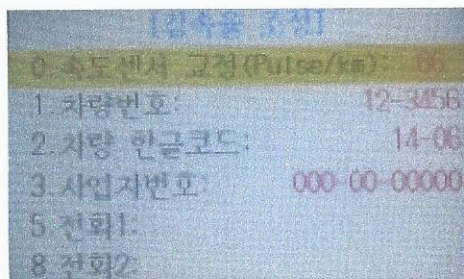 [감속율 조정]
0.속도센서 교정(Pulse/km):
1.차량번호: 12-3456
2.차량 한글코드: 14-06
3.사업자번호: 000-00-00000
5.전화1:
8.전화2: